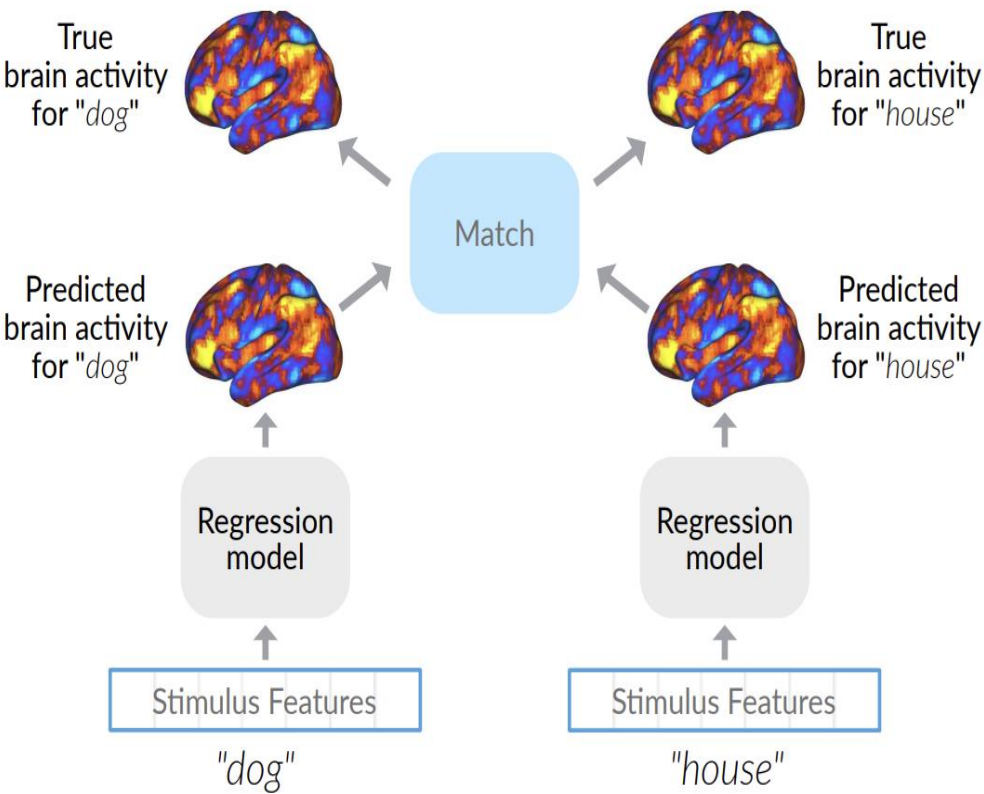 True
brain activity
for "dog"
True
brain activity
for "house"
Match
Predicted
brain activity
for "dog"
Predicted
brain activity
for "house"
Regression
model
Regression
model
Stimulus Features
Stimulus Features
"dog"
"house"